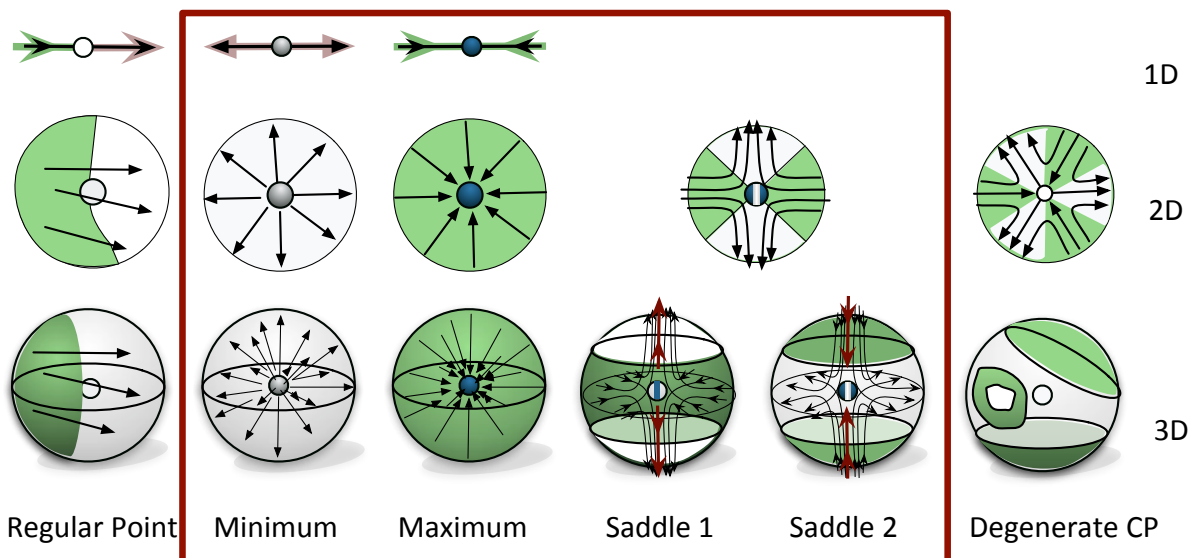 1D
2D
3D
Regular Point
Minimum
Maximum
Saddle 1
Saddle 2
Degenerate CP